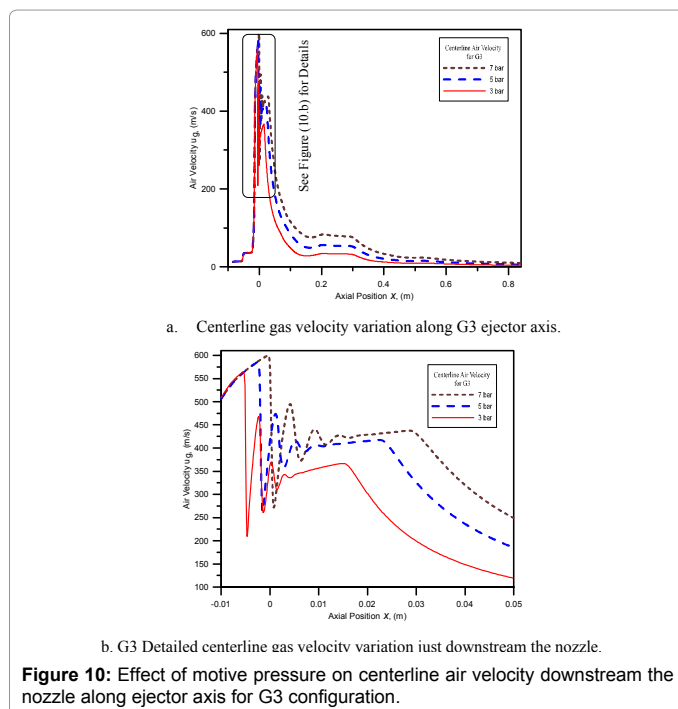 600
400
200
0
Air Velocity ug, (m/s)
Centerline Air Velocity
for G3
7 bar
5 bar
3 bar
See Figure (10.b) for Details
0 0.2 0.4 0.6 0.8
Axial Position X, (m)
a. Centerline gas velocity variation along G3 ejector axis.
600
550
500
450
400
350
300
250
200
150
100
Air Velocity ug, (m/s)
Centerline Air Velocity
for G3
7 bar
5 bar
3 bar
-0.01 0 0.01 0.02 0.03 0.04 0.05
Axial Position X, (m)
b. G3 Detailed centerline gas velocity variation just downstream the nozzle.
Figure 10: Effect of motive pressure on centerline air velocity downstream the
nozzle along ejector axis for G3 configuration.